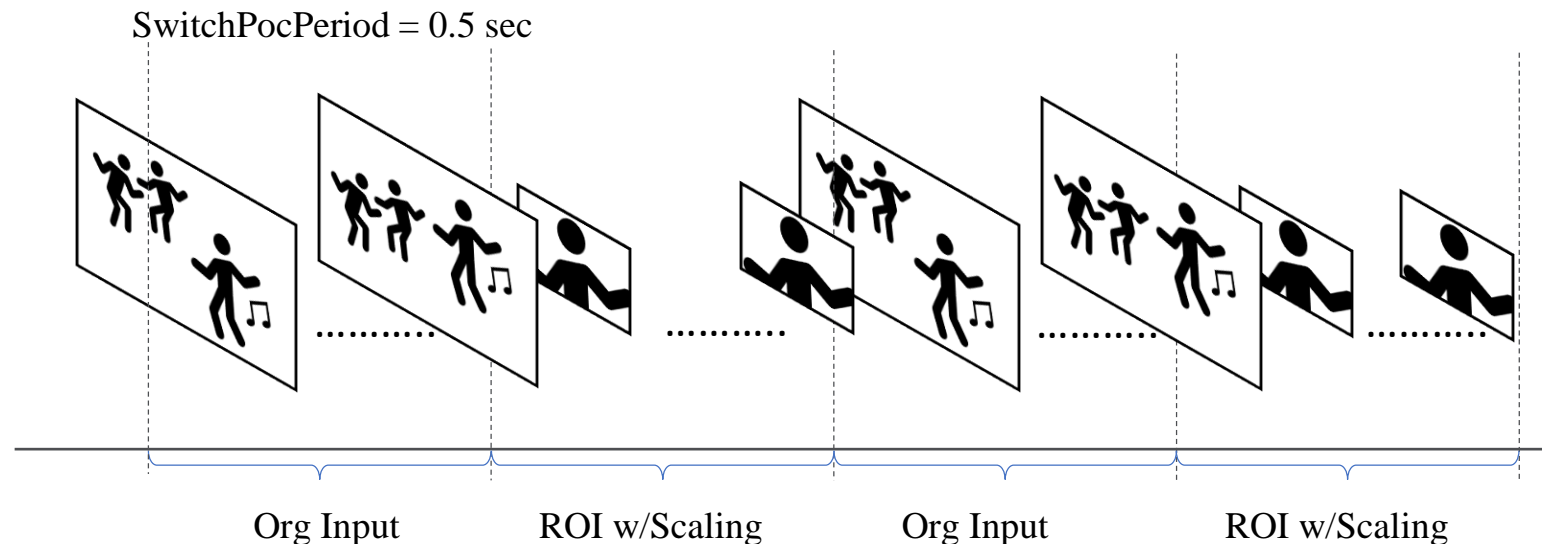 SwitchPocPeriod = 0.5 sec
Org Input ROI w/Scaling Org Input ROI w/Scaling